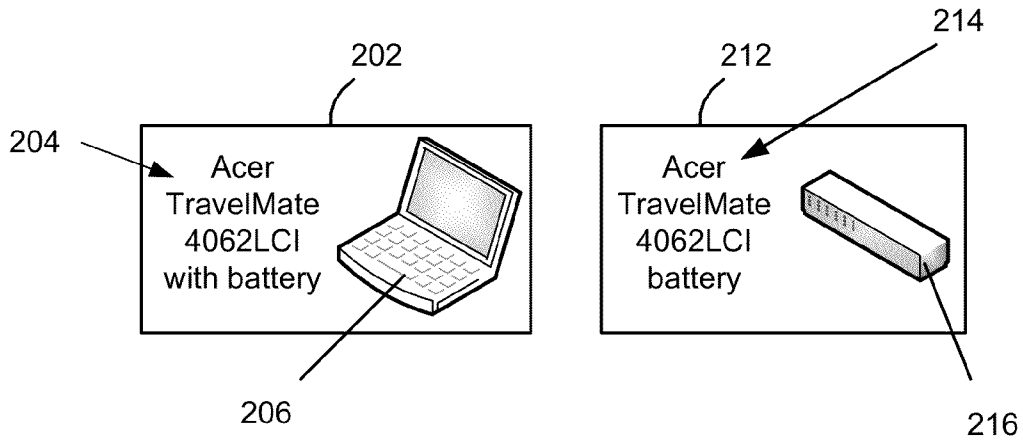 202
204
Acer
TravelMate
4062LCI
with battery
206
212
214
Acer
TravelMate
4062LCI
battery
216